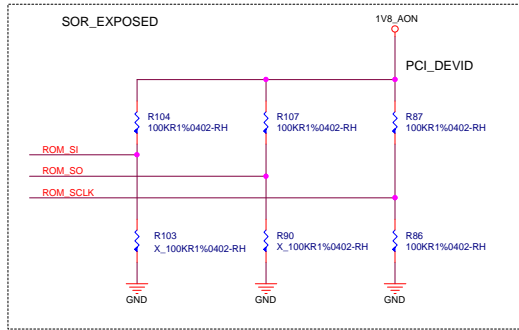 SOR_EXPOSED
1V8_AON
PCI_DEVID
R104
100KR1%0402-RH
R107
100KR1%0402-RH
R87
100KR1%0402-RH
ROM_SI
ROM_SO
ROM_SCLK
R103
X_100KR1%0402-RH
R90
X_100KR1%0402-RH
R86
100KR1%0402-RH
GND
GND
GND